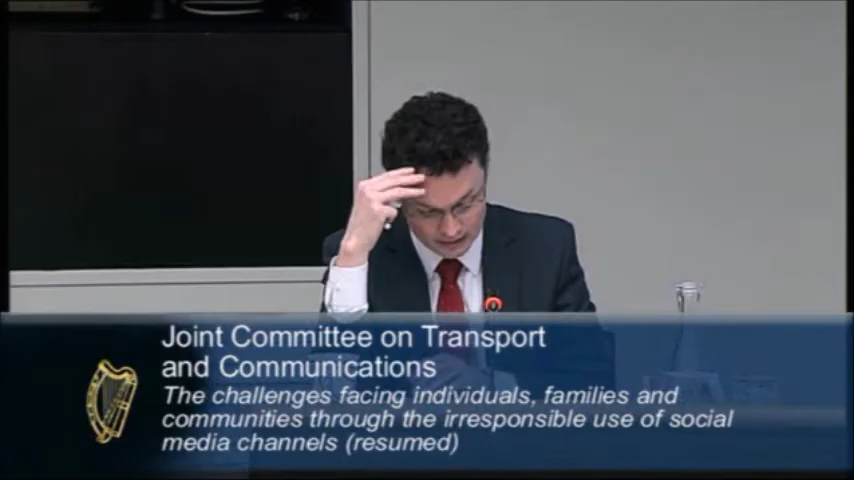 Joint Committee on Transport
and Communications
The challenges facing individuals, families and
communities through the irresponsible use of social
media channels (resumed)